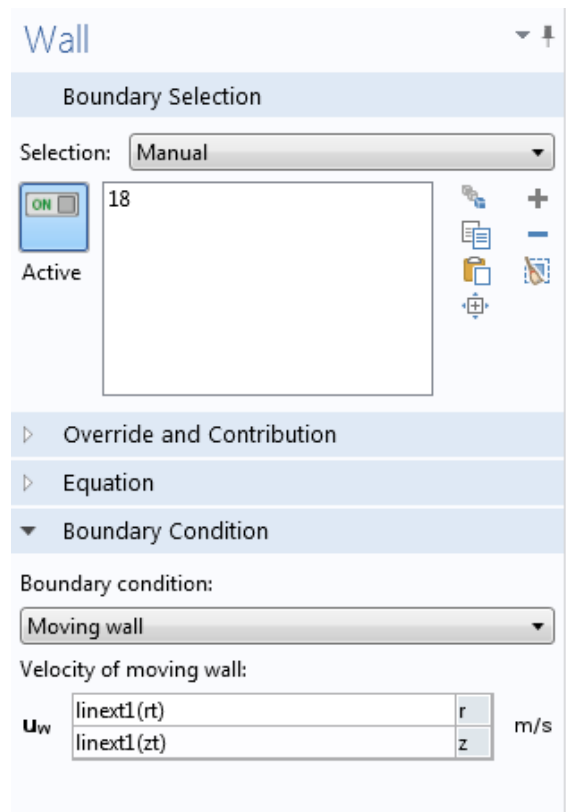 Wall
Boundary Selection
Selection: Manual
ON
18
Active
Override and Contribution
Equation
Boundary Condition
Boundary condition:
Moving wall
Velocity of moving wall:
linext1(rt) r
uw m/s
linext1(zt) z